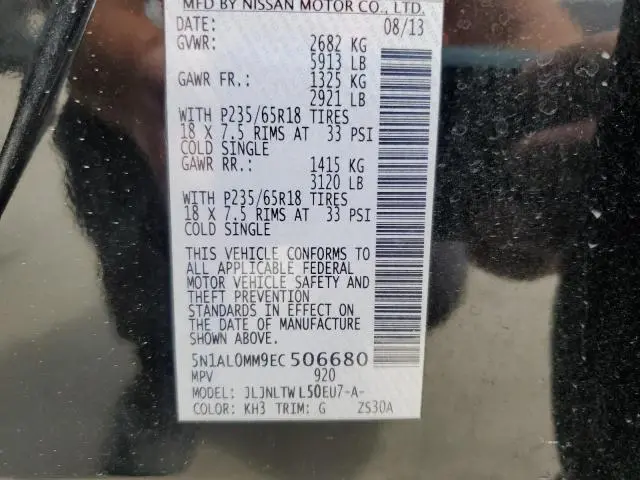 MFD BY NISSAN MOTOR CO., LTD.
DATE: 08/13
GVWR: 2682 KG
5913 LB
GAWR FR.: 1325 KG
2921 LB
WITH P235/65R18 TIRES
18 X 7.5 RIMS AT 33 PSI
COLD SINGLE
GAWR RR.: 1415 KG
3120 LB
WITH P235/65R18 TIRES
18 X 7.5 RIMS AT 33 PSI
COLD SINGLE
THIS VEHICLE CONFORMS TO
ALL APPLICABLE FEDERAL
MOTOR VEHICLE SAFETY AND
THEFT PREVENTION
STANDARDS IN EFFECT ON
THE DATE OF MANUFACTURE
SHOWN ABOVE.
5N1AL0MM9EC 506680
MPV 920
MODEL: JLJNLTW L50EU7-A-
COLOR: KH3 TRIM: G ZS30A